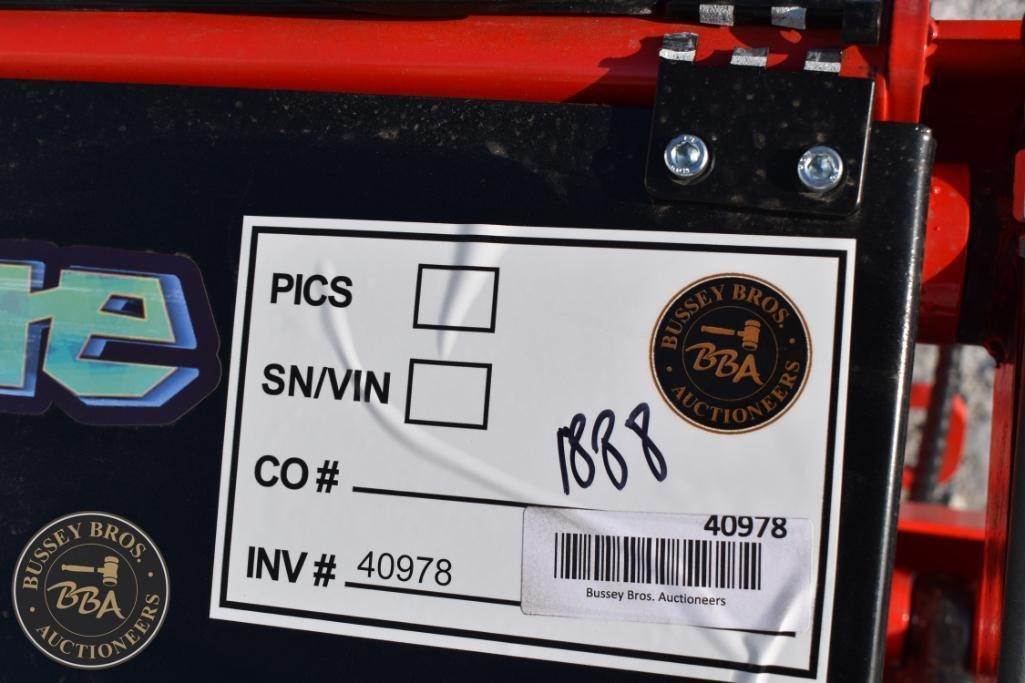 ne
PICS
BUSSEY BROS.
BBA
AUCTIONEERS
SN/VIN
1888
CO #
40978
INV # 40978
Bussey Bros. Auctioneers
BUSSEY BROS.
BBA
AUCTIONEERS